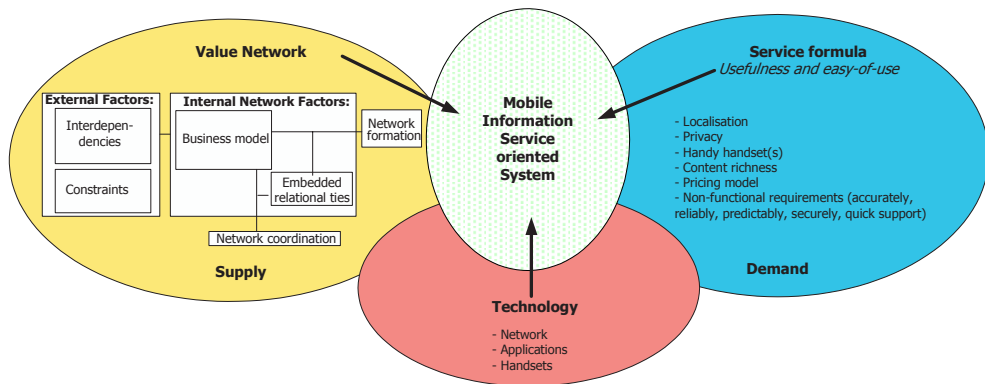 Value Network
External Factors:
Interdepen-
dencies
Constraints
Internal Network Factors:
Business model
Embedded
relational ties
Network
formation
Network coordination
Supply
Mobile
Information
Service
oriented
System
Service formula
Usefulness and easy-of-use
- Localisation
- Privacy
- Handy handset(s)
- Content richness
- Pricing model
- Non-functional requirements (accurately,
reliably, predictably, securely, quick support)
Demand
Technology
- Network
- Applications
- Handsets